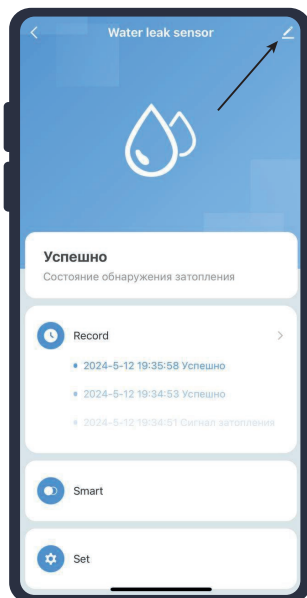 Water leak sensor
Успешно
Состояние обнаружения затопления
Record
2024-5-12 19:35:58 Успешно
2024-5-12 19:34:53 Успешно
2024-5-12 19:34:51 Сигнал затопления
Smart
Set